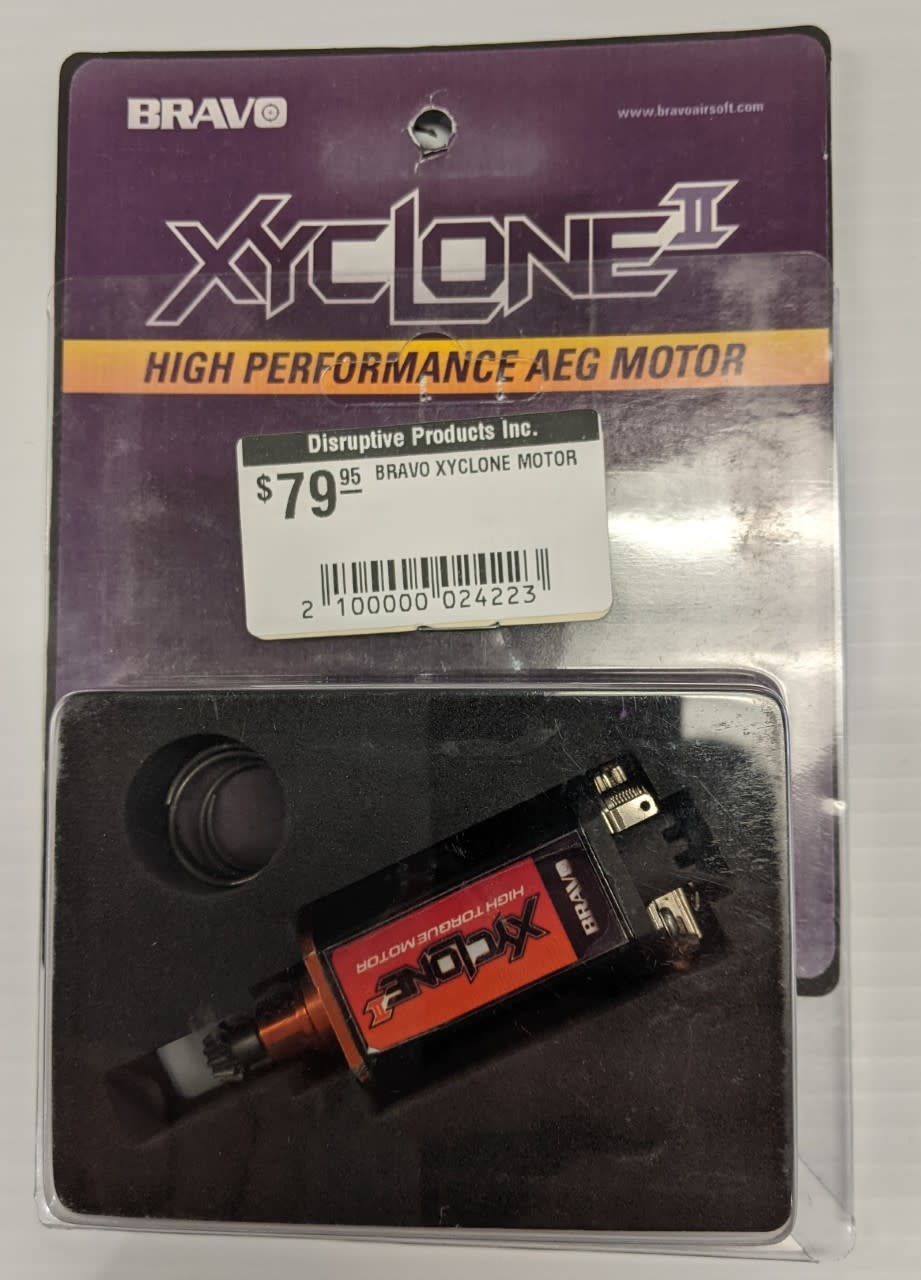 BRAVO
www.bravoairsoft.com
XYCLONE II
HIGH PERFORMANCE AEG MOTOR
Disruptive Products Inc.
$79.95 BRAVO XYCLONE MOTOR
2 100000 024223
BRAVO
XYCLONE II
HIGH TORQUE MOTOR